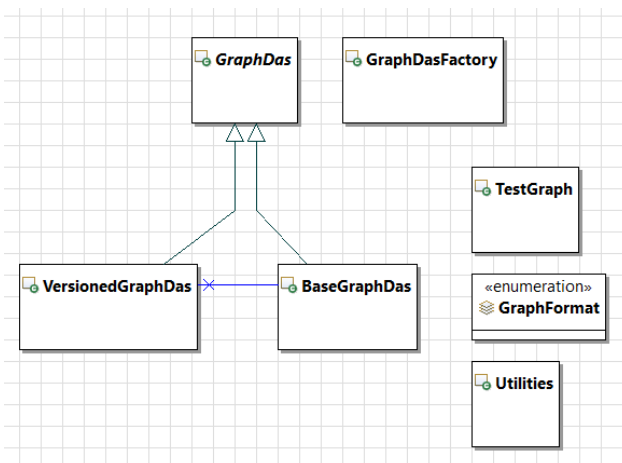 GraphDas
GraphDasFactory
TestGraph
VersionedGraphDas
BaseGraphDas
«enumeration»
GraphFormat
Utilities